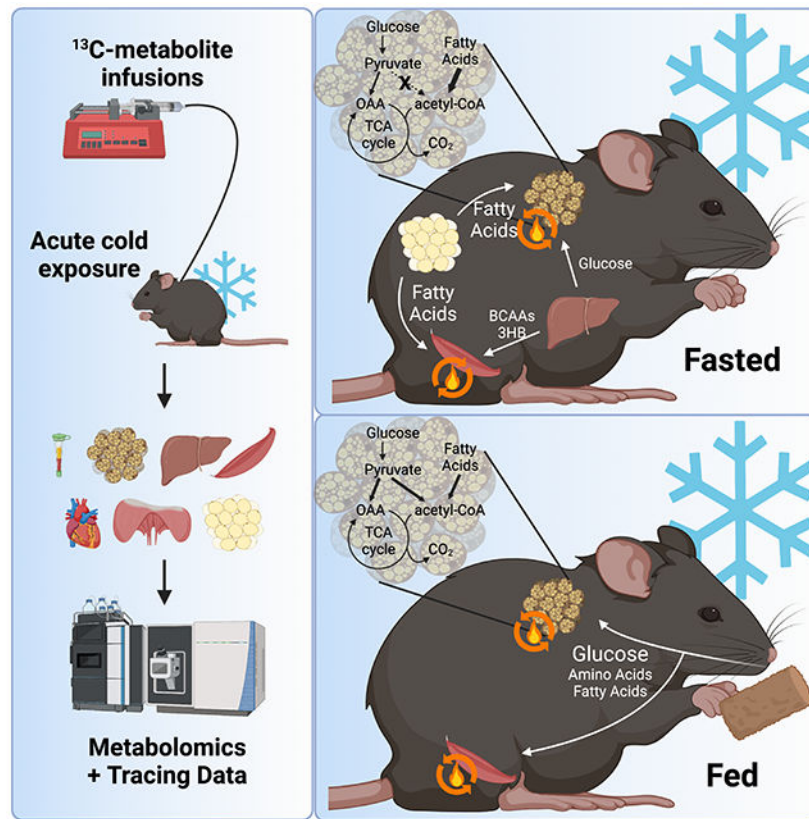 ¹³C-metabolite
infusions
Acute cold
exposure
Metabolomics
+ Tracing Data
Glucose
Fatty
Acids
Pyruvate
X
OAA
acetyl-CoA
TCA
cycle
CO₂
Fatty
Acids
Glucose
Fatty
Acids
BCAAs
3HB
Fasted
Glucose
Fatty
Acids
Pyruvate
OAA
acetyl-CoA
TCA
cycle
CO₂
Glucose
Amino Acids
Fatty Acids
Fed